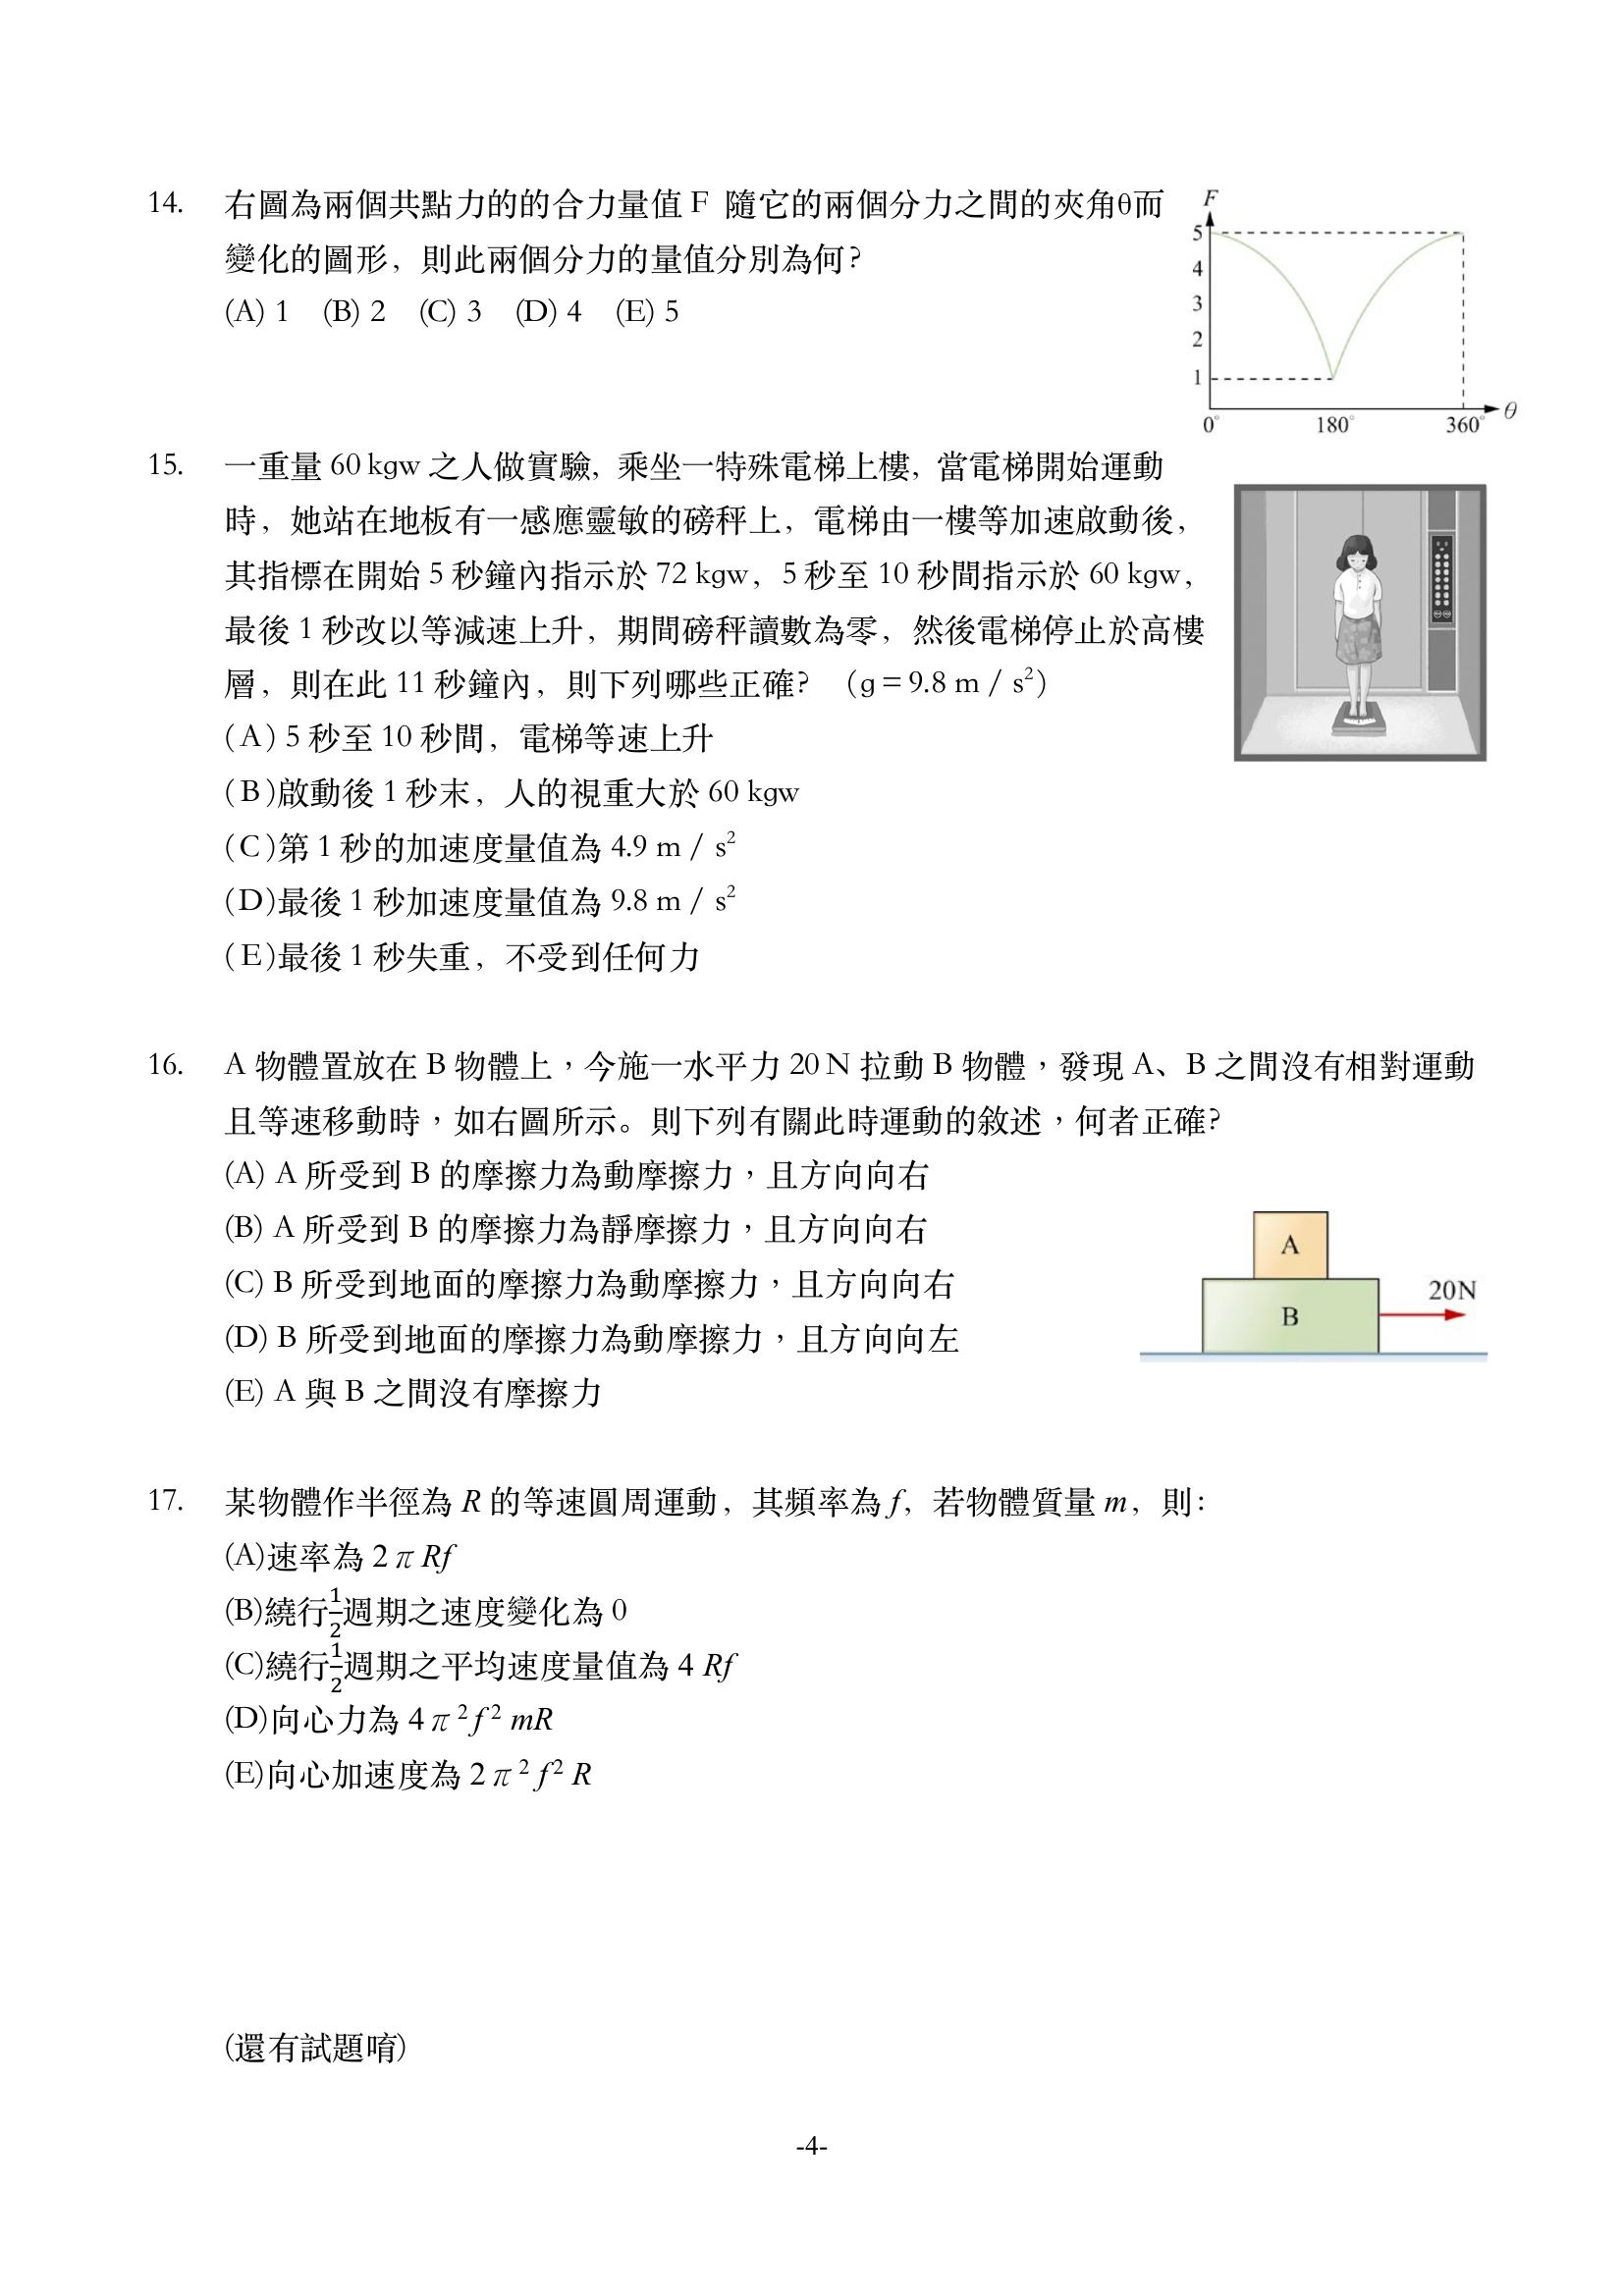 14. 右圖為兩個共點力的的合力量值 F 隨它的兩個分力之間的夾角θ而
變化的圖形，則此兩個分力的量值分別為何？
(A) 1 (B) 2 (C) 3 (D) 4 (E) 5
F
5
4
3
2
1
0° 180° 360° θ
15. 一重量 60 kgw 之人做實驗，乘坐一特殊電梯上樓，當電梯開始運動
時，她站在地板有一感應靈敏的磅秤上，電梯由一樓等加速啟動後，
其指標在開始 5 秒鐘內指示於 72 kgw，5 秒至 10 秒間指示於 60 kgw，
最後 1 秒改以等減速上升，期間磅秤讀數為零，然後電梯停止於高樓
層，則在此 11 秒鐘內，則下列哪些正確？（g＝9.8 m / s²）
(A) 5 秒至 10 秒間，電梯等速上升
(B)啟動後 1 秒末，人的視重大於 60 kgw
(C)第 1 秒的加速度量值為 4.9 m / s²
(D)最後 1 秒加速度量值為 9.8 m / s²
(E)最後 1 秒失重，不受到任何力
16. A 物體置放在 B 物體上，今施一水平力 20 N 拉動 B 物體，發現 A、B 之間沒有相對運動
且等速移動時，如右圖所示。則下列有關此時運動的敘述，何者正確?
(A) A 所受到 B 的摩擦力為動摩擦力，且方向向右
(B) A 所受到 B 的摩擦力為靜摩擦力，且方向向右
(C) B 所受到地面的摩擦力為動摩擦力，且方向向右
(D) B 所受到地面的摩擦力為動摩擦力，且方向向左
(E) A 與 B 之間沒有摩擦力
A
B
20N
17. 某物體作半徑為 R 的等速圓周運動，其頻率為 f，若物體質量 m，則：
(A)速率為 2π Rf
(B)繞行1/2週期之速度變化為 0
(C)繞行1/2週期之平均速度量值為 4 Rf
(D)向心力為 4π² f² mR
(E)向心加速度為 2π² f² R
(還有試題唷)
-4-